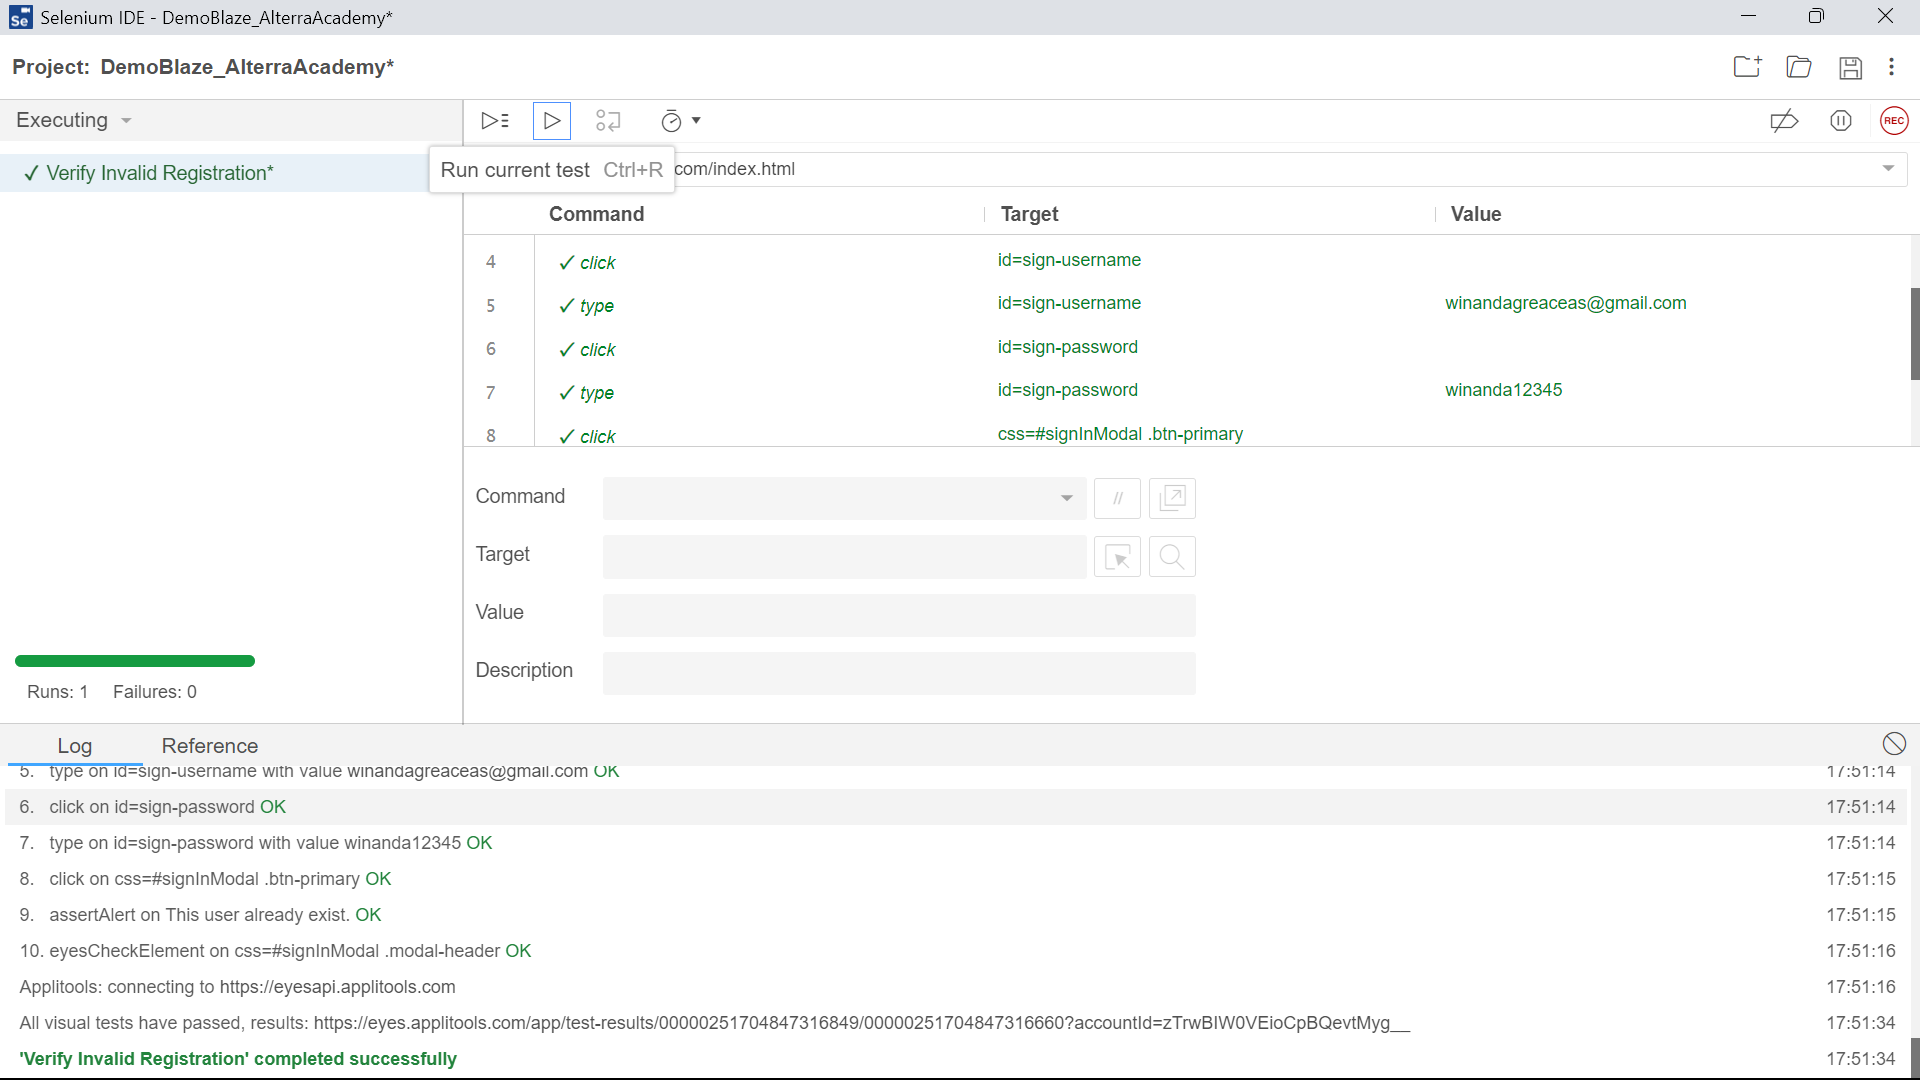 Se Selenium IDE - DemoBlaze_AlterraAcademy*
Project: DemoBlaze_AlterraAcademy*
Executing
REC
✓ Verify Invalid Registration*
Run current test Ctrl+R
com/index.html
Command Target Value
4 ✓ click id=sign-username
5 ✓ type id=sign-username winandagreaceas@gmail.com
6 ✓ click id=sign-password
7 ✓ type id=sign-password winanda12345
8 ✓ click css=#signInModal .btn-primary
Command //
Target
Value
Description
Runs: 1 Failures: 0
Log Reference
5. type on id=sign-username with value winandagreaceas@gmail.com OK 17:51:14
6. click on id=sign-password OK 17:51:14
7. type on id=sign-password with value winanda12345 OK 17:51:14
8. click on css=#signInModal .btn-primary OK 17:51:15
9. assertAlert on This user already exist. OK 17:51:15
10. eyesCheckElement on css=#signInModal .modal-header OK 17:51:16
Applitools: connecting to https://eyesapi.applitools.com 17:51:16
All visual tests have passed, results: https://eyes.applitools.com/app/test-results/00000251704847316849/00000251704847316660?accountId=zTrwBIW0VEioCpBQevtMyg__ 17:51:34
'Verify Invalid Registration' completed successfully 17:51:34